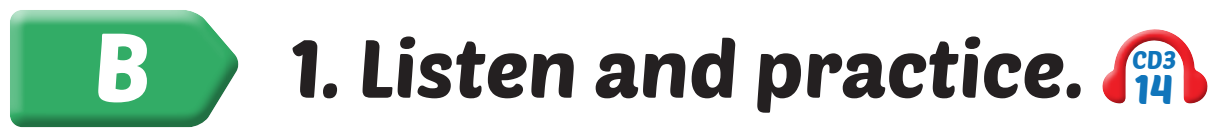 B 1. Listen and practice. CD3
14